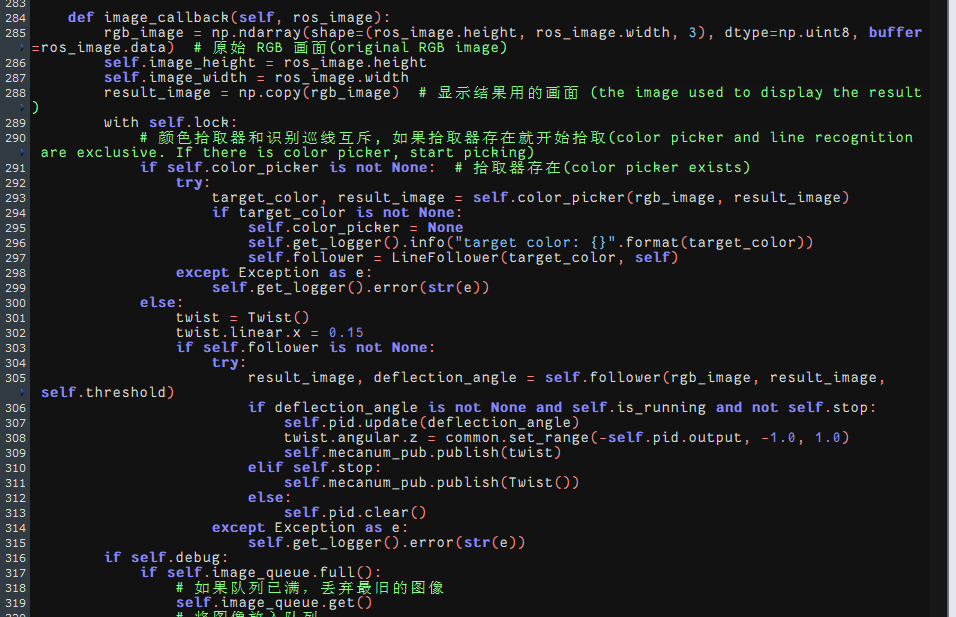 283
284     def image_callback(self, ros_image):
285         rgb_image = np.ndarray(shape=(ros_image.height, ros_image.width, 3), dtype=np.uint8, buffer
=ros_image.data)  # 原始 RGB 画面(original RGB image)
286         self.image_height = ros_image.height
287         self.image_width = ros_image.width
288         result_image = np.copy(rgb_image)  # 显示结果用的画面 (the image used to display the result
)
289         with self.lock:
290             # 颜色拾取器和识别巡线互斥, 如果拾取器存在就开始拾取(color picker and line recognition
are exclusive. If there is color picker, start picking)
291             if self.color_picker is not None:  # 拾取器存在(color picker exists)
292                 try:
293                     target_color, result_image = self.color_picker(rgb_image, result_image)
294                     if target_color is not None:
295                         self.color_picker = None
296                         self.get_logger().info("target color: {}".format(target_color))
297                         self.follower = LineFollower(target_color, self)
298                 except Exception as e:
299                     self.get_logger().error(str(e))
300             else:
301                 twist = Twist()
302                 twist.linear.x = 0.15
303                 if self.follower is not None:
304                     try:
305                         result_image, deflection_angle = self.follower(rgb_image, result_image,
self.threshold)
306                         if deflection_angle is not None and self.is_running and not self.stop:
307                             self.pid.update(deflection_angle)
308                             twist.angular.z = common.set_range(-self.pid.output, -1.0, 1.0)
309                             self.mecanum_pub.publish(twist)
310                         elif self.stop:
311                             self.mecanum_pub.publish(Twist())
312                         else:
313                             self.pid.clear()
314                     except Exception as e:
315                         self.get_logger().error(str(e))
316         if self.debug:
317             if self.image_queue.full():
318                 # 如果队列已满，丢弃最旧的图像
319                 self.image_queue.get()
# 将图像放入队列